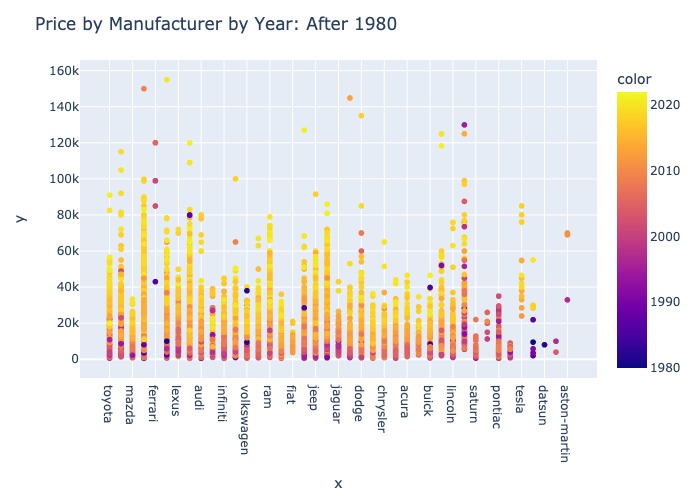 Price by Manufacturer by Year: After 1980
color
160k
140k
120k
100k
80k
60k
40k
20k
0
y
2020
2010
2000
1990
1980
toyota
mazda
ferrari
lexus
audi
infiniti
volkswagen
ram
fiat
jeep
jaguar
dodge
chrysler
acura
buick
lincoln
saturn
pontiac
tesla
datsun
aston-martin
x